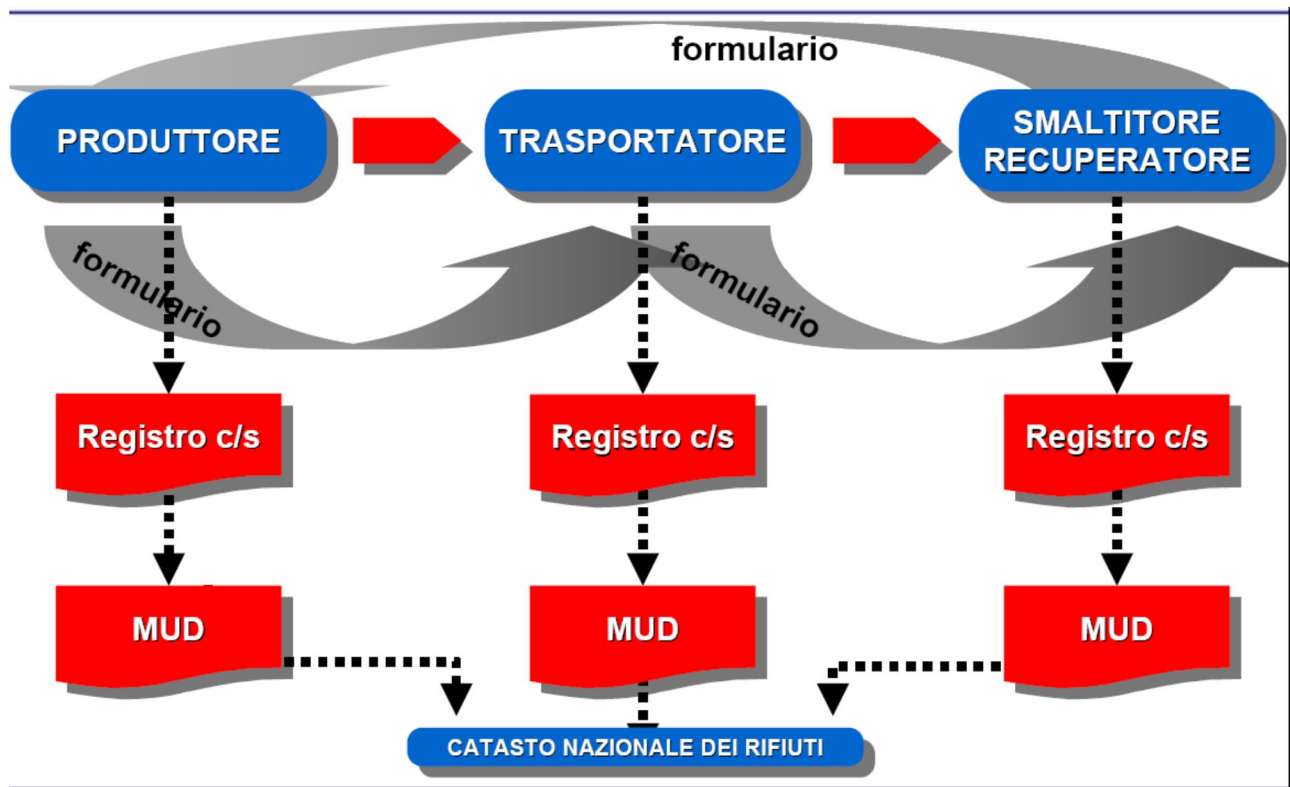 formulario
PRODUTTORE
TRASPORTATORE
SMALTITORE
RECUPERATORE
formulario
formulario
Registro c/s
Registro c/s
Registro c/s
MUD
MUD
MUD
CATASTO NAZIONALE DEI RIFIUTI